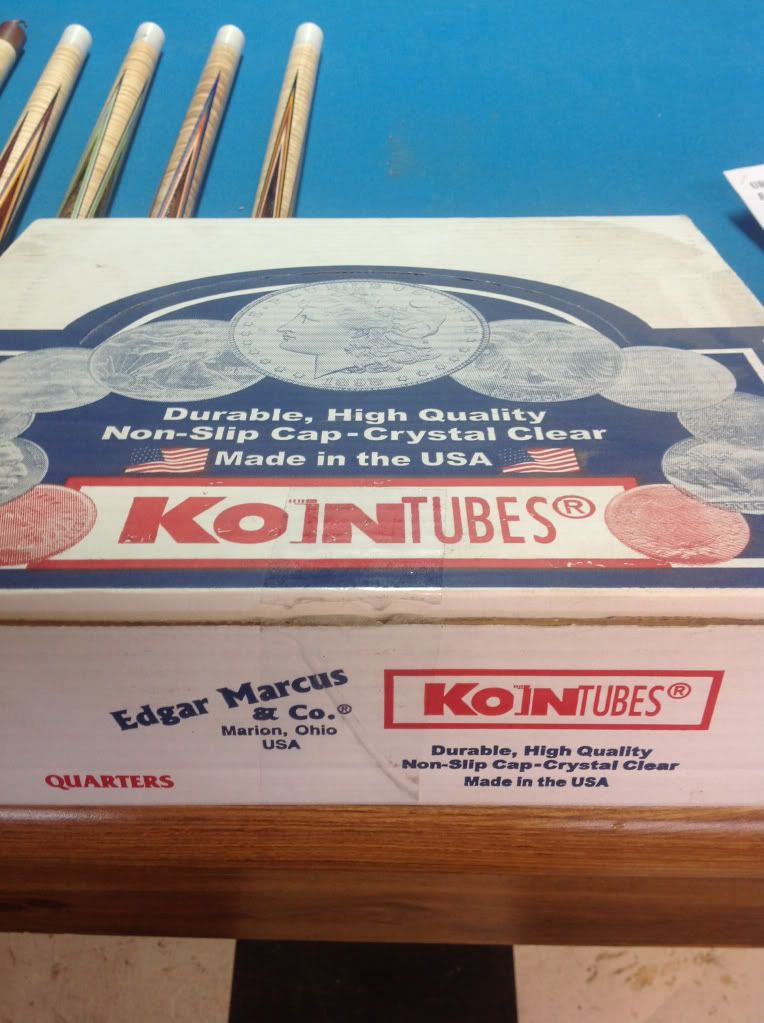 Durable, High Quality
Non-Slip Cap-Crystal Clear
Made in the USA
KOINTUBES®
Edgar Marcus
& Co.®
Marion, Ohio
USA
QUARTERS
KOINTUBES®
Durable, High Quality
Non-Slip Cap-Crystal Clear
Made in the USA